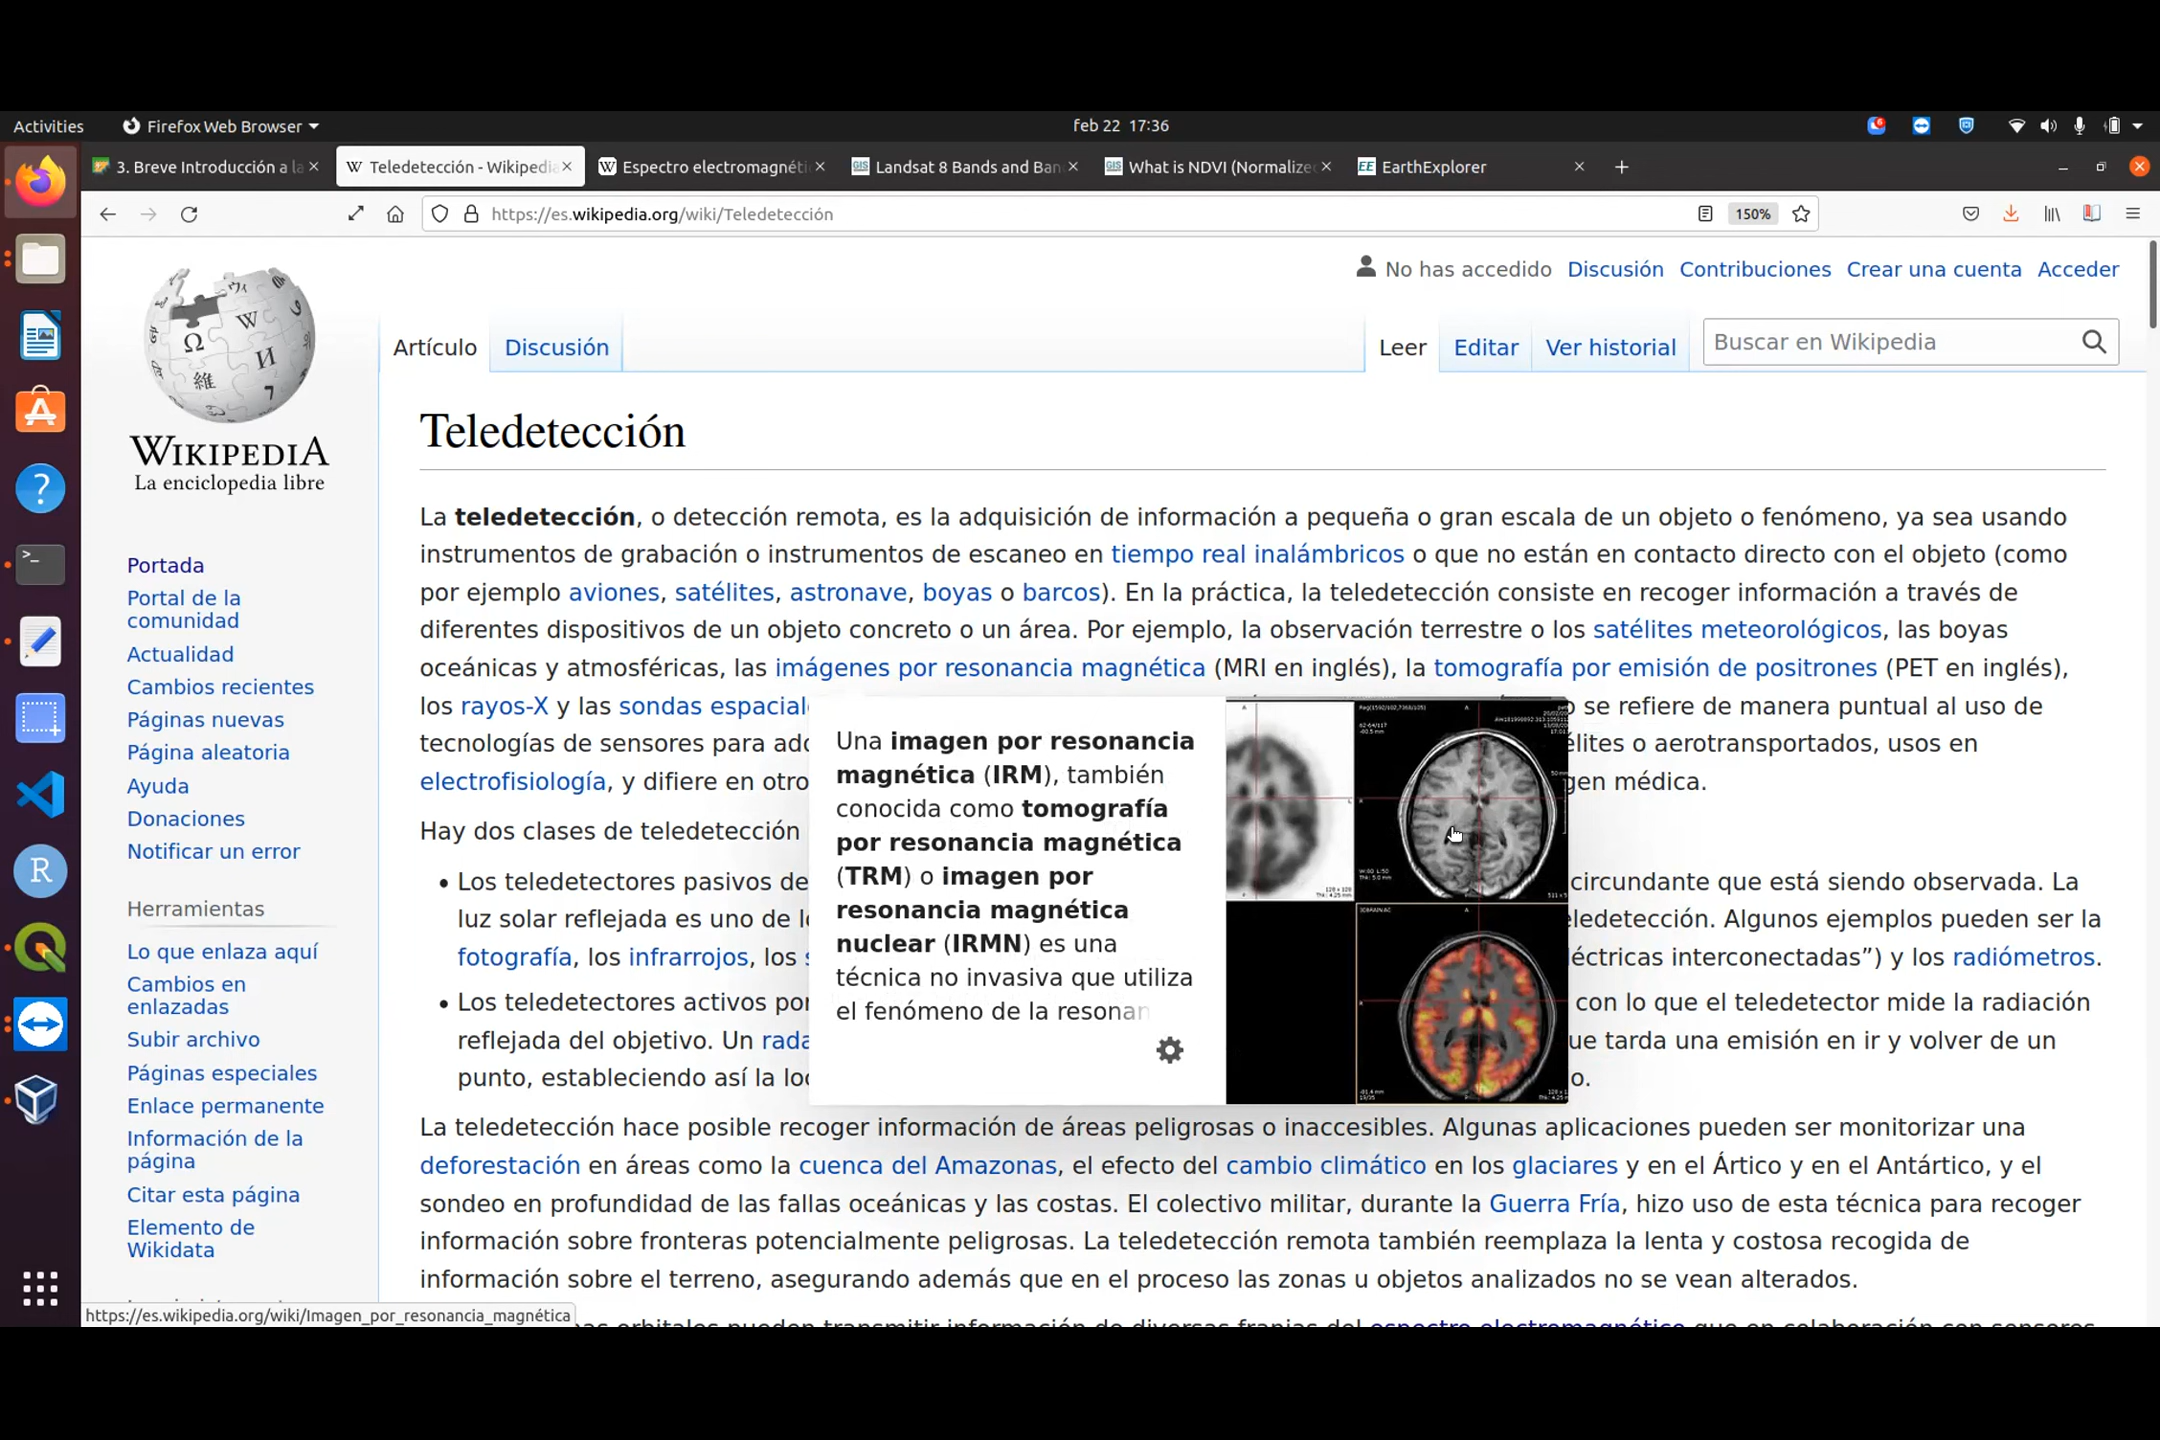 Activities
Firefox Web Browser
feb 22 17:36
3. Breve Introducción a la
Teledetección - Wikipedia
Espectro electromagnéti
Landsat 8 Bands and Ban
What is NDVI (Normalize
EarthExplorer
https://es.wikipedia.org/wiki/Teledetección
150%
WIKIPEDIA
La enciclopedia libre
No has accedido Discusión Contribuciones Crear una cuenta Acceder
Artículo Discusión
Leer Editar Ver historial
Buscar en Wikipedia
Portada
Portal de la
comunidad
Actualidad
Cambios recientes
Páginas nuevas
Página aleatoria
Ayuda
Donaciones
Notificar un error
Herramientas
Lo que enlaza aquí
Cambios en
enlazadas
Subir archivo
Páginas especiales
Enlace permanente
Información de la
página
Citar esta página
Elemento de
Wikidata
Teledetección
La teledetección, o detección remota, es la adquisición de información a pequeña o gran escala de un objeto o fenómeno, ya sea usando
instrumentos de grabación o instrumentos de escaneo en tiempo real inalámbricos o que no están en contacto directo con el objeto (como
por ejemplo aviones, satélites, astronave, boyas o barcos). En la práctica, la teledetección consiste en recoger información a través de
diferentes dispositivos de un objeto concreto o un área. Por ejemplo, la observación terrestre o los satélites meteorológicos, las boyas
oceánicas y atmosféricas, las imágenes por resonancia magnética (MRI en inglés), la tomografía por emisión de positrones (PET en inglés),
los rayos-X y las sondas espacial se refiere de manera puntual al uso de
tecnologías de sensores para ado élites o aerotransportados, usos en
electrofisiología, y difiere en otro gen médica.
Hay dos clases de teledetección
Los teledetectores pasivos de circundante que está siendo observada. La
luz solar reflejada es uno de l eledetección. Algunos ejemplos pueden ser la
fotografía, los infrarrojos, los s éctricas interconectadas”) y los radiómetros.
Los teledetectores activos por con lo que el teledetector mide la radiación
reflejada del objetivo. Un rada ue tarda una emisión en ir y volver de un
punto, estableciendo así la loc o.
Una imagen por resonancia
magnética (IRM), también
conocida como tomografía
por resonancia magnética
(TRM) o imagen por
resonancia magnética
nuclear (IRMN) es una
técnica no invasiva que utiliza
el fenómeno de la resonan
La teledetección hace posible recoger información de áreas peligrosas o inaccesibles. Algunas aplicaciones pueden ser monitorizar una
deforestación en áreas como la cuenca del Amazonas, el efecto del cambio climático en los glaciares y en el Ártico y en el Antártico, y el
sondeo en profundidad de las fallas oceánicas y las costas. El colectivo militar, durante la Guerra Fría, hizo uso de esta técnica para recoger
información sobre fronteras potencialmente peligrosas. La teledetección remota también reemplaza la lenta y costosa recogida de
información sobre el terreno, asegurando además que en el proceso las zonas u objetos analizados no se vean alterados.
orbitales pueden transmitir información de diversas franjas del espectro electromagnético que en colaboración con sensores
https://es.wikipedia.org/wiki/Imagen_por_resonancia_magnética